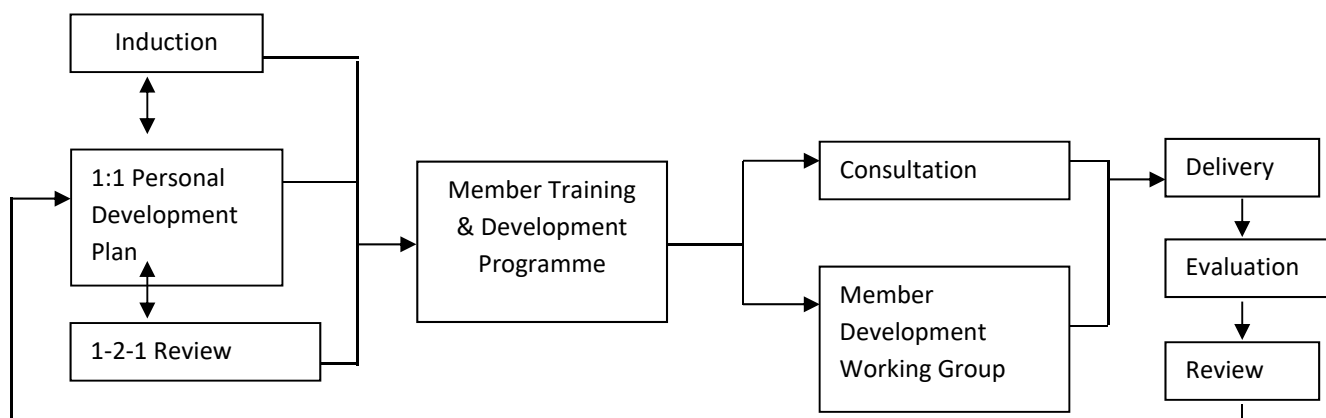 Induction
1:1 Personal
Development
Plan
1-2-1 Review
Member Training
& Development
Programme
Consultation
Member
Development
Working Group
Delivery
Evaluation
Review